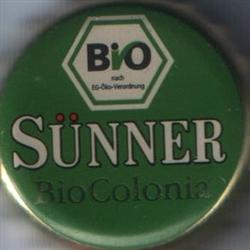 BiO
nach
EG-Öko-Verordnung
SÜNNER
BioColonia